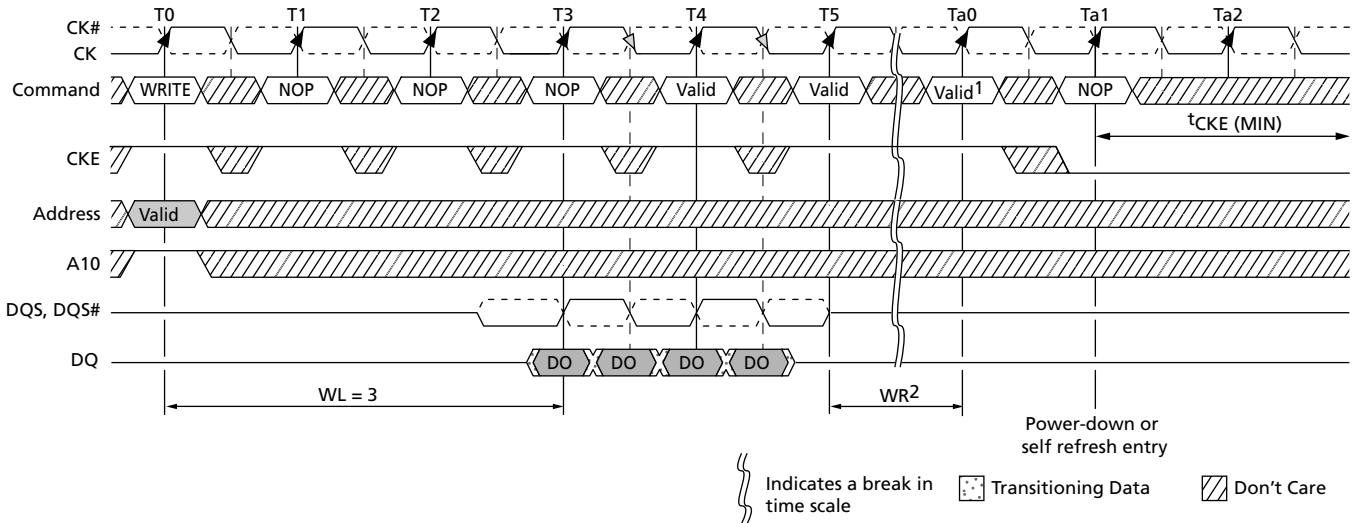 T0 T1 T2 T3 T4 T5 Ta0 Ta1 Ta2
CK#
CK
Command WRITE NOP NOP NOP Valid Valid Valid1 NOP
tCKE (MIN)
CKE
Address Valid
A10
DQS, DQS#
DQ DO DO DO DO
WL = 3 WR2
Power-down or
self refresh entry
Indicates a break in
time scale
Transitioning Data
Don't Care